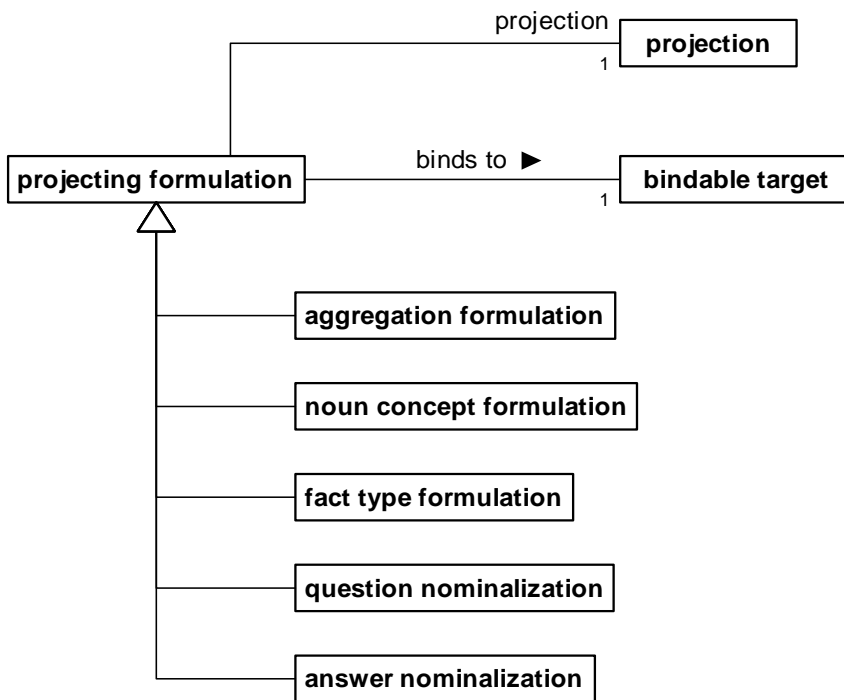 projection
projection
1
binds to ►
projecting formulation
bindable target
1
aggregation formulation
noun concept formulation
fact type formulation
question nominalization
answer nominalization